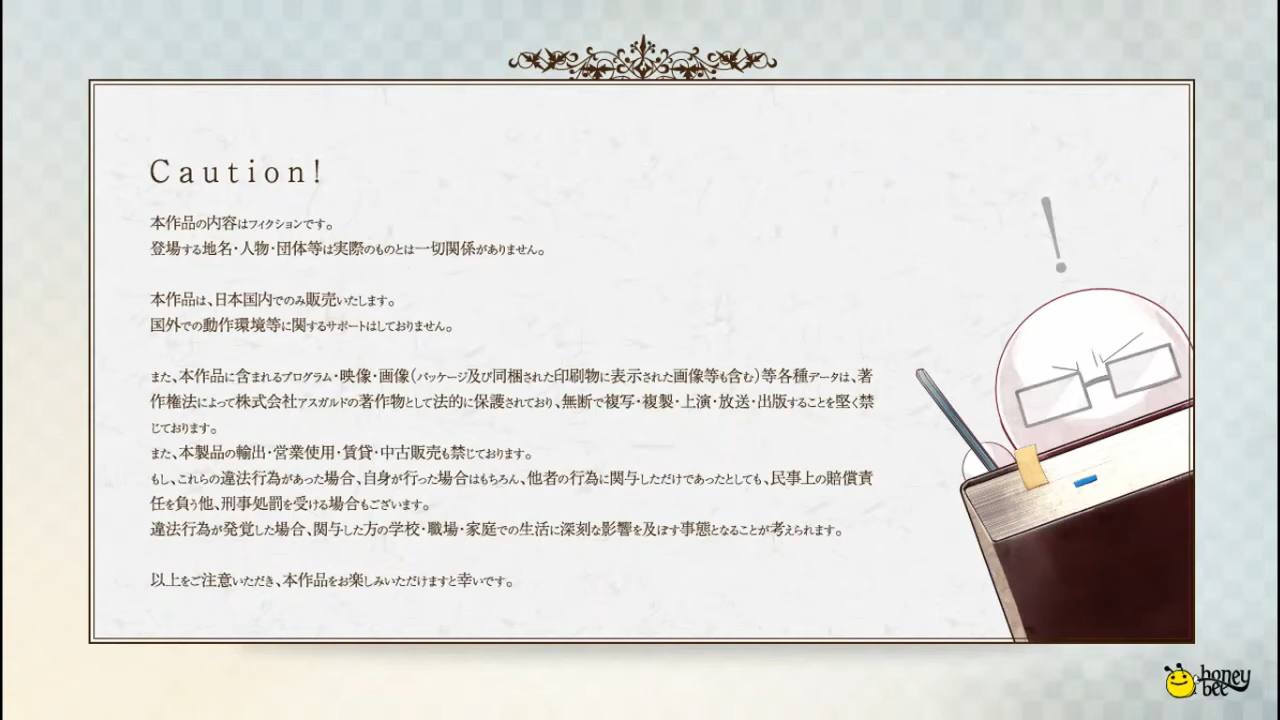 Caution!
本作品の内容はフィクションです。
登場する地名・人物・団体等は実際のものとは一切関係がありません。
本作品は、日本国内でのみ販売いたします。
国外での動作環境等に関するサポートはしておりません。
また、本作品に含まれるプログラム・映像・画像(パッケージ及び同梱された印刷物に表示された画像等も含む)等各種データは、著
作権法によって株式会社アスガルドの著作物として法的に保護されており、無断で複写・複製・上演・放送・出版することを堅く禁
じております。
また、本製品の輸出・営業使用・賃貸・中古販売も禁じております。
もし、これらの違法行為があった場合、自身が行った場合はもちろん、他者の行為に関与しただけであったとしても、民事上の賠償責
任を負う他、刑事処罰を受ける場合もございます。
違法行為が発覚した場合、関与した方の学校・職場・家庭での生活に深刻な影響を及ぼす事態となることが考えられます。
以上をご注意いただき、本作品をお楽しみいただけますと幸いです。
!
honey
bee